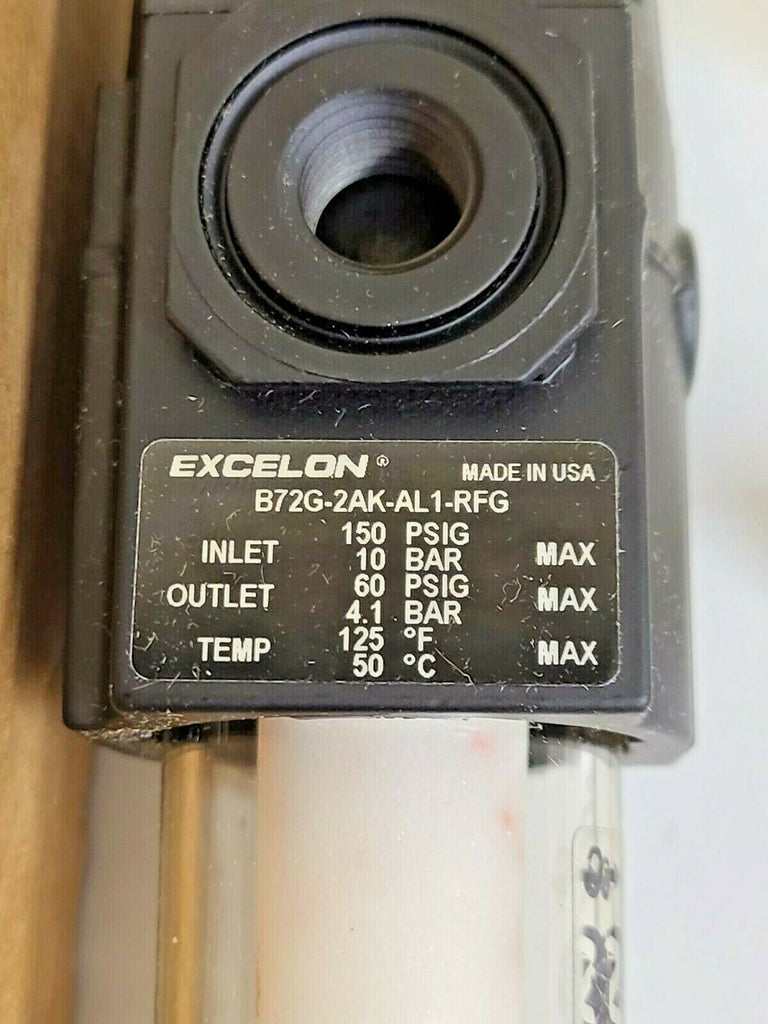 EXCELON® MADE IN USA
B72G-2AK-AL1-RFG
INLET 150 PSIG MAX
10 BAR
OUTLET 60 PSIG MAX
4.1 BAR
TEMP 125 °F MAX
50 °C